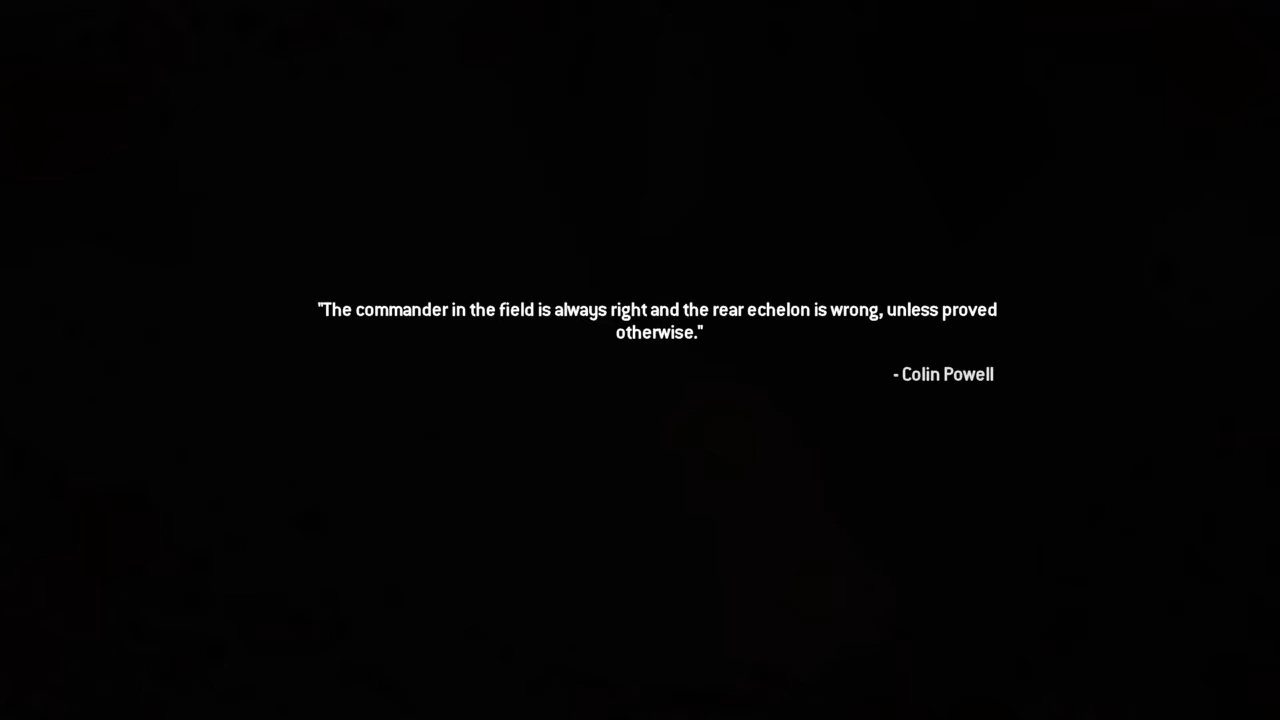 "The commander in the field is always right and the rear echelon is wrong, unless proved
otherwise."
- Colin Powell